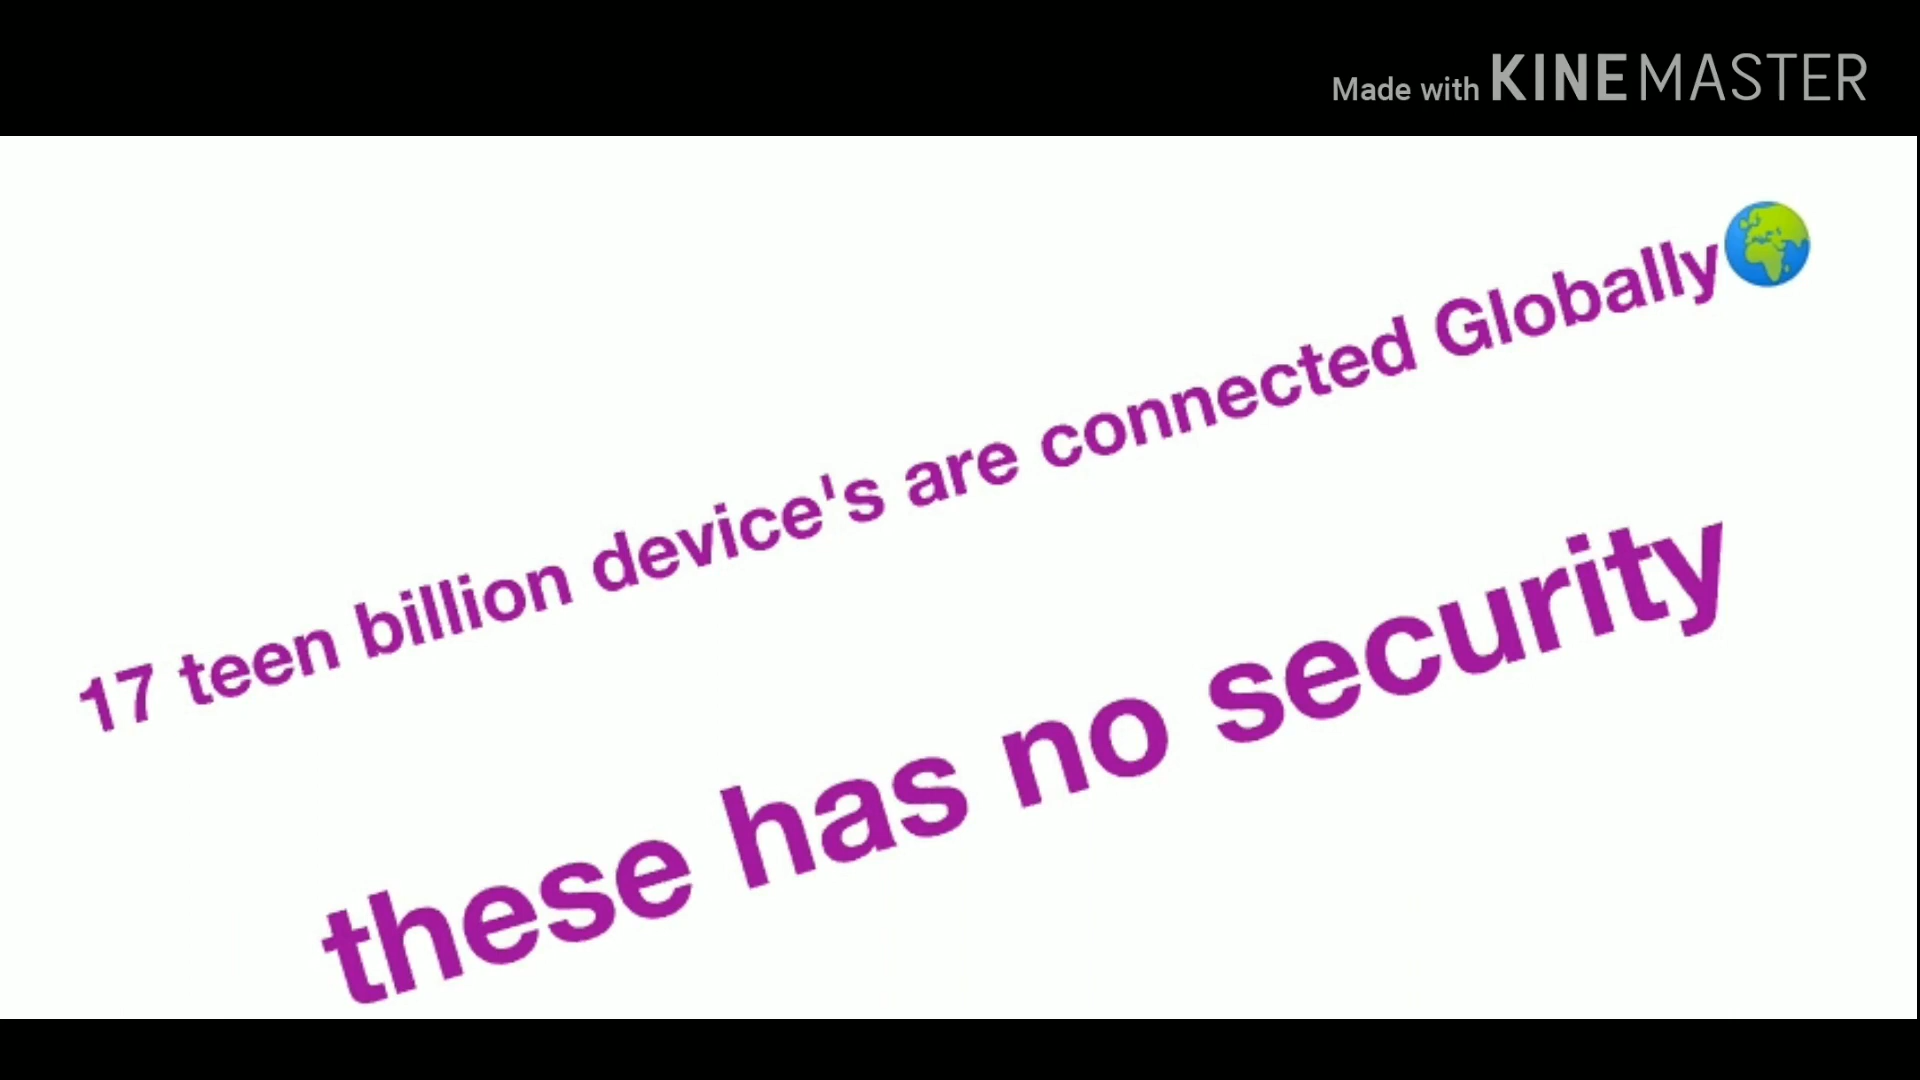 Made with KINEMASTER
17 teen billion device's are connected Globally🌍
these has no security